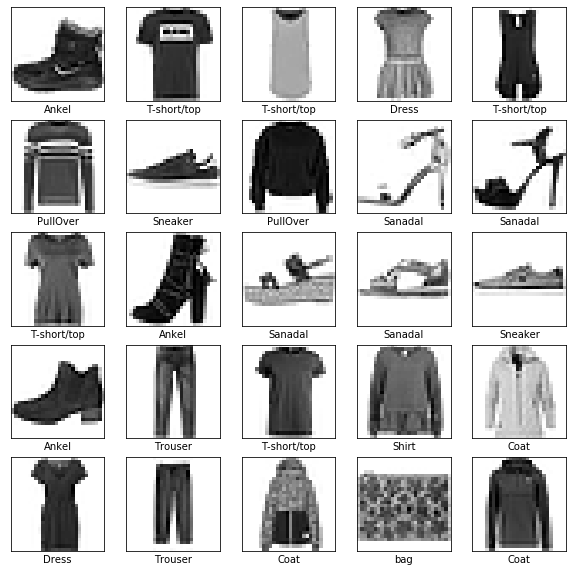 Ankel T-short/top T-short/top Dress T-short/top
PullOver Sneaker PullOver Sanadal Sanadal
T-short/top Ankel Sanadal Sanadal Sneaker
Ankel Trouser T-short/top Shirt Coat
Dress Trouser Coat bag Coat